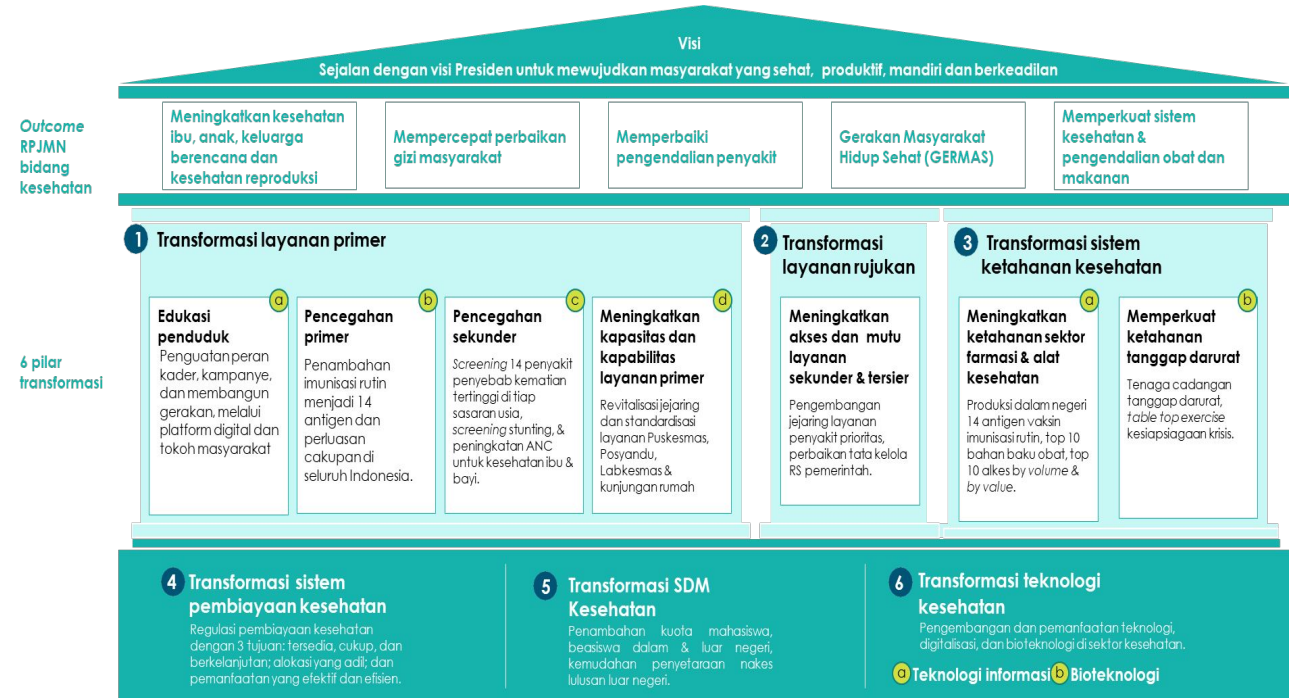 Visi
Sejalan dengan visi Presiden untuk mewujudkan masyarakat yang sehat, produktif, mandiri dan berkeadilan
Outcome
RPJMN
bidang
kesehatan
Meningkatkan kesehatan
ibu, anak, keluarga
berencana dan
kesehatan reproduksi
Mempercepat perbaikan
gizi masyarakat
Memperbaiki
pengendalian penyakit
Gerakan Masyarakat
Hidup Sehat (GERMAS)
Memperkuat sistem
kesehatan &
pengendalian obat dan
makanan
6 pilar
transformasi
1 Transformasi layanan primer
a
Edukasi
penduduk
Penguatan peran
kader, kampanye,
dan membangun
gerakan, melalui
platform digital dan
tokoh masyarakat
b
Pencegahan
primer
Penambahan
imunisasi rutin
menjadi 14
antigen dan
perluasan
cakupan di
seluruh Indonesia.
c
Pencegahan
sekunder
Screening 14 penyakit
penyebab kematian
tertinggi di tiap
sasaran usia,
screening stunting, &
peningkatan ANC
untuk kesehatan ibu &
bayi.
d
Meningkatkan
kapasitas dan
kapabilitas
layanan primer
Revitalisasi jejaring
dan standardisasi
layanan Puskesmas,
Posyandu,
Labkesmas &
kunjungan rumah
2 Transformasi
layanan rujukan
Meningkatkan
akses dan mutu
layanan
sekunder & tersier
Pengembangan
jejaring layanan
penyakit prioritas,
perbaikan tata kelola
RS pemerintah.
3 Transformasi sistem
ketahanan kesehatan
a
Meningkatkan
ketahanan sektor
farmasi & alat
kesehatan
Produksi dalam negeri
14 antigen vaksin
imunisasi rutin, top 10
bahan baku obat, top
10 alkes by volume &
by value.
b
Memperkuat
ketahanan
tanggap darurat
Tenaga cadangan
tanggap darurat,
table top exercise
kesiapsiagaan krisis.
4 Transformasi sistem
pembiayaan kesehatan
Regulasi pembiayaan kesehatan
dengan 3 tujuan: tersedia, cukup, dan
berkelanjutan; alokasi yang adil; dan
pemanfaatan yang efektif dan efisien.
5 Transformasi SDM
Kesehatan
Penambahan kuota mahasiswa,
beasiswa dalam & luar negeri,
kemudahan penyetaraan nakes
lulusan luar negeri.
6 Transformasi teknologi
kesehatan
Pengembangan dan pemanfaatan teknologi,
digitalisasi, dan bioteknologi di sektor kesehatan.
a Teknologi informasi b Bioteknologi